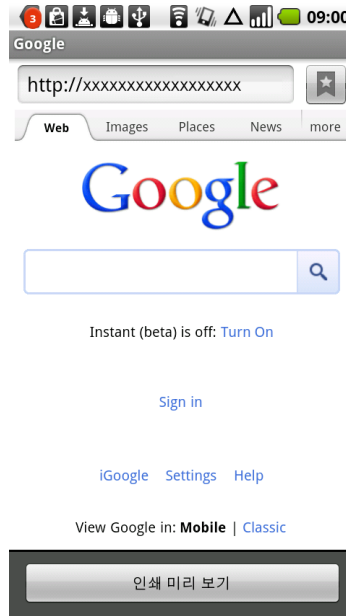 3 09:00
Google
http://xxxxxxxxxxxxxxxxxx
Web Images Places News more
Google
Instant (beta) is off: Turn On
Sign in
iGoogle Settings Help
View Google in: Mobile | Classic
인쇄 미리 보기